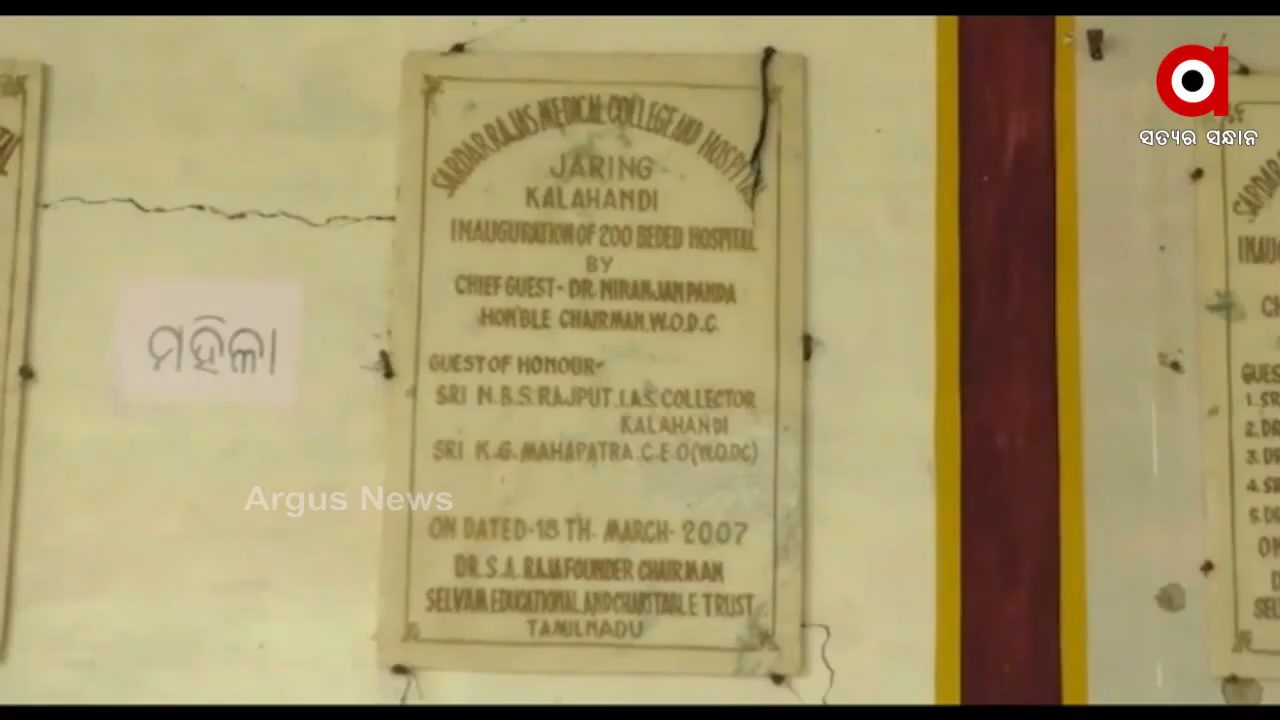 SARDAR RAJAS MEDICAL COLLEGE AND HOSPITAL
JARING
KALAHANDI
INAUGURATION OF 200 BEDED HOSPITAL
BY
CHIEF GUEST- DR. NIRANJAN PANDA
HON'BLE CHAIRMAN, W.O.D.C.
GUEST OF HONOUR-
SRI N.B.S. RAJPUT. I.A.S. COLLECTOR
KALAHANDI
SRI K.G. MAHAPATRA. C.E.O (W.O.DC)
ON DATED-18 TH. MARCH- 2007
DR. S.A. RAJA FOUNDER CHAIRMAN
SELVAM EDUCATIONAL AND CHARITABLE TRUST
TAMILNADU
ମହିଳା
Argus News
ସତ୍ୟର ସନ୍ଧାନ